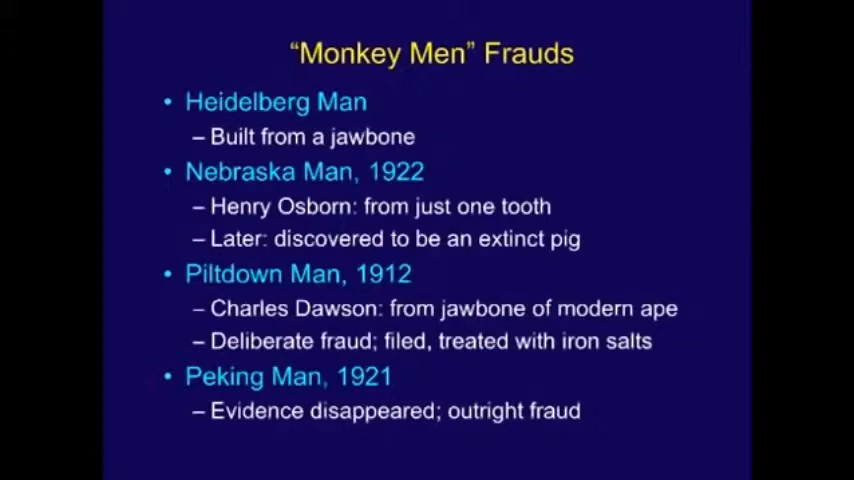 “Monkey Men” Frauds
• Heidelberg Man
– Built from a jawbone
• Nebraska Man, 1922
– Henry Osborn: from just one tooth
– Later: discovered to be an extinct pig
• Piltdown Man, 1912
– Charles Dawson: from jawbone of modern ape
– Deliberate fraud; filed, treated with iron salts
• Peking Man, 1921
– Evidence disappeared; outright fraud